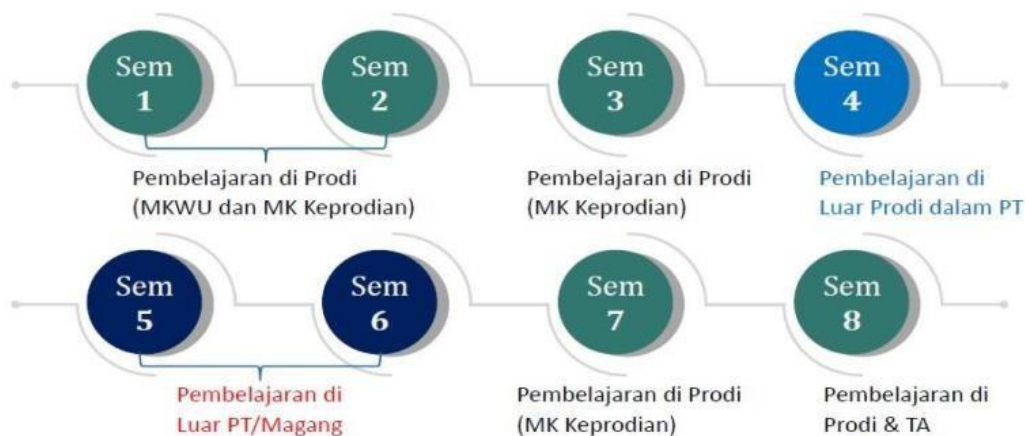 Sem
1
Sem
2
Sem
3
Sem
4
Pembelajaran di Prodi
(MKWU dan MK Keprodian)
Pembelajaran di Prodi
(MK Keprodian)
Pembelajaran di
Luar Prodi dalam PT
Sem
5
Sem
6
Sem
7
Sem
8
Pembelajaran di
Luar PT/Magang
Pembelajaran di Prodi
(MK Keprodian)
Pembelajaran di
Prodi & TA